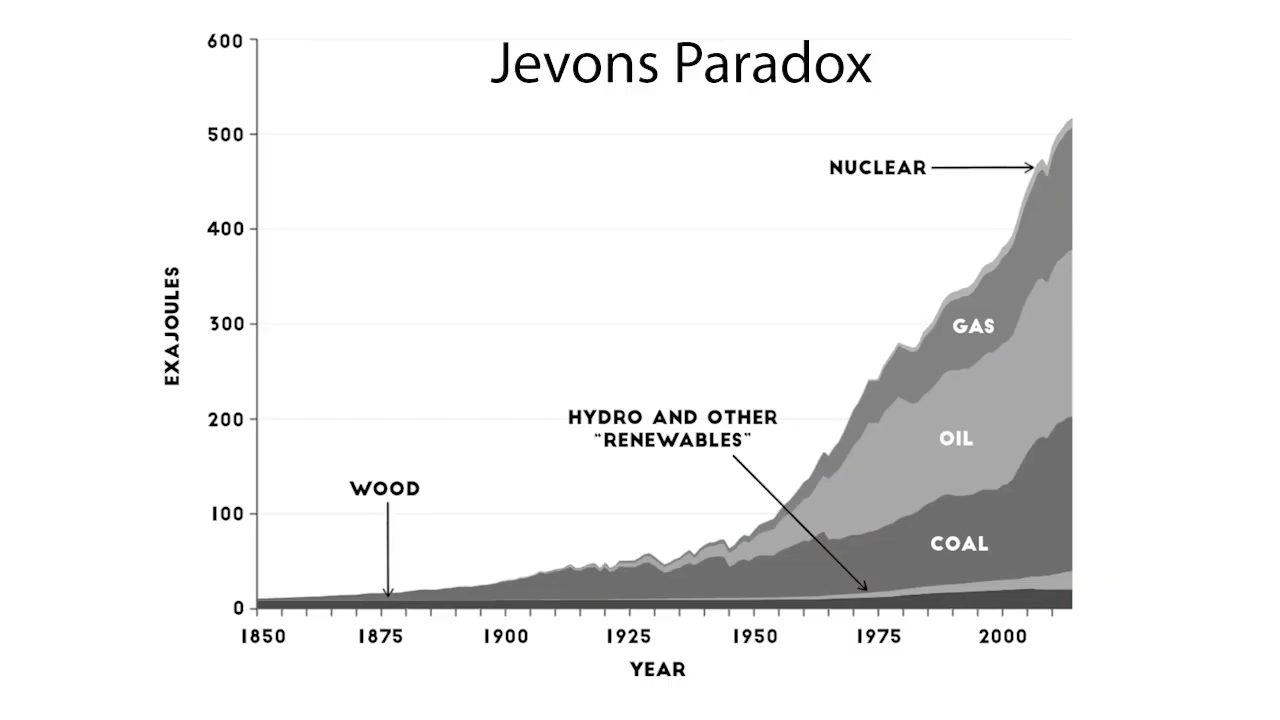 Jevons Paradox
600
500
400
300
200
100
0
EXAJOULES
NUCLEAR
GAS
HYDRO AND OTHER
“RENEWABLES”
OIL
WOOD
COAL
1850 1875 1900 1925 1950 1975 2000
YEAR